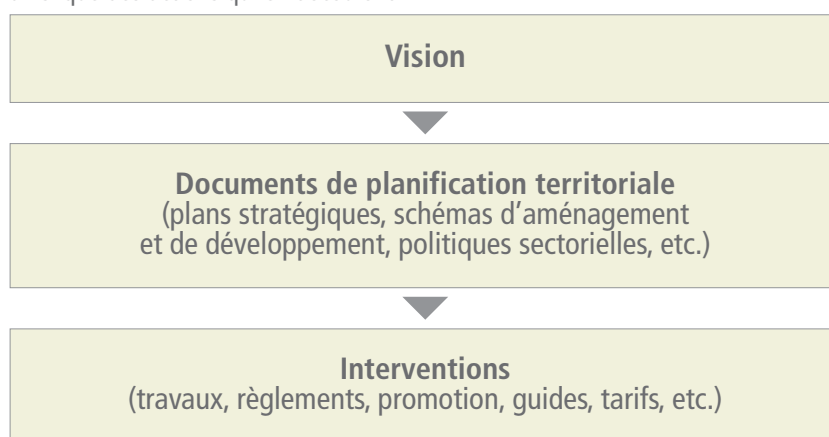 Vision
Documents de planification territoriale
(plans stratégiques, schémas d'aménagement
et de développement, politiques sectorielles, etc.)
Interventions
(travaux, règlements, promotion, guides, tarifs, etc.)